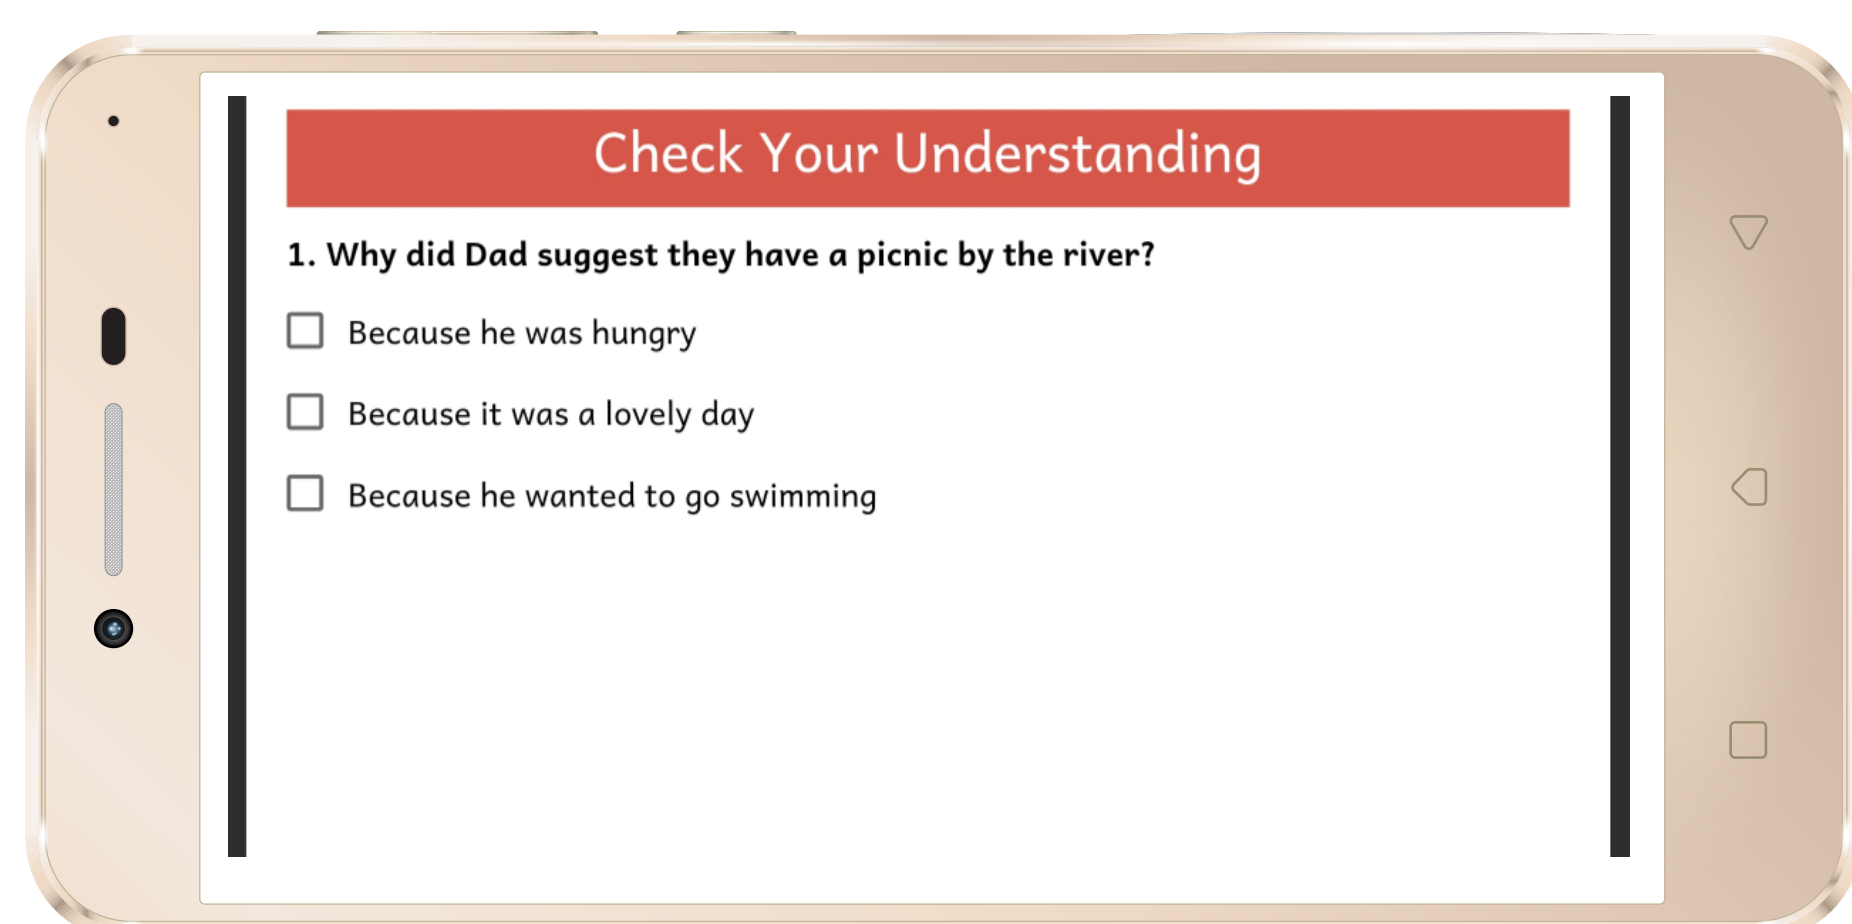 Check Your Understanding
1. Why did Dad suggest they have a picnic by the river?
Because he was hungry
Because it was a lovely day
Because he wanted to go swimming